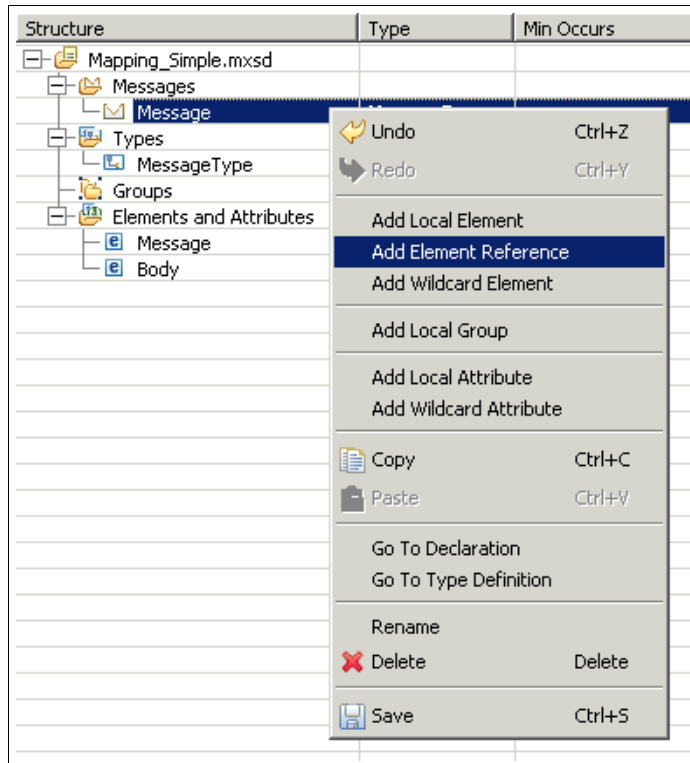 Structure Type Min Occurs
Mapping_Simple.mxsd
Messages
Message
Types
MessageType
Groups
Elements and Attributes
Message
Body
Undo Ctrl+Z
Redo Ctrl+Y
Add Local Element
Add Element Reference
Add Wildcard Element
Add Local Group
Add Local Attribute
Add Wildcard Attribute
Copy Ctrl+C
Paste Ctrl+V
Go To Declaration
Go To Type Definition
Rename
Delete Delete
Save Ctrl+S